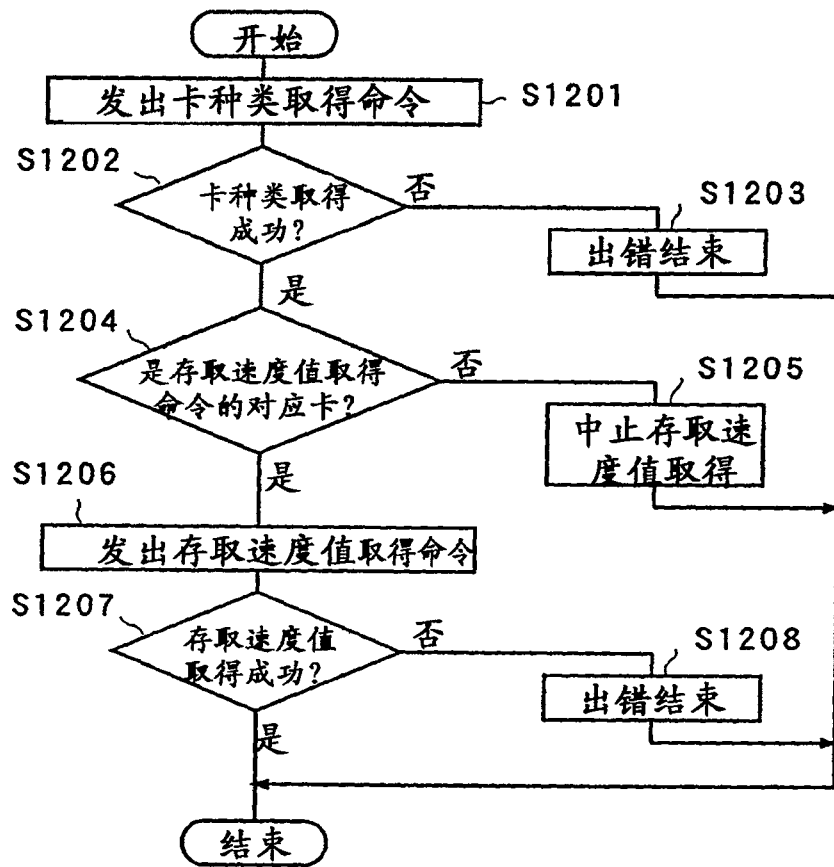 开始
发出卡种类取得命令
S1201
S1202
卡种类取得
成功?
否
S1203
出错结束
是
S1204
是存取速度值取得
命令的对应卡?
否
S1205
中止存取速
度值取得
是
S1206
发出存取速度值取得命令
S1207
存取速度值
取得成功?
否
S1208
出错结束
是
结束